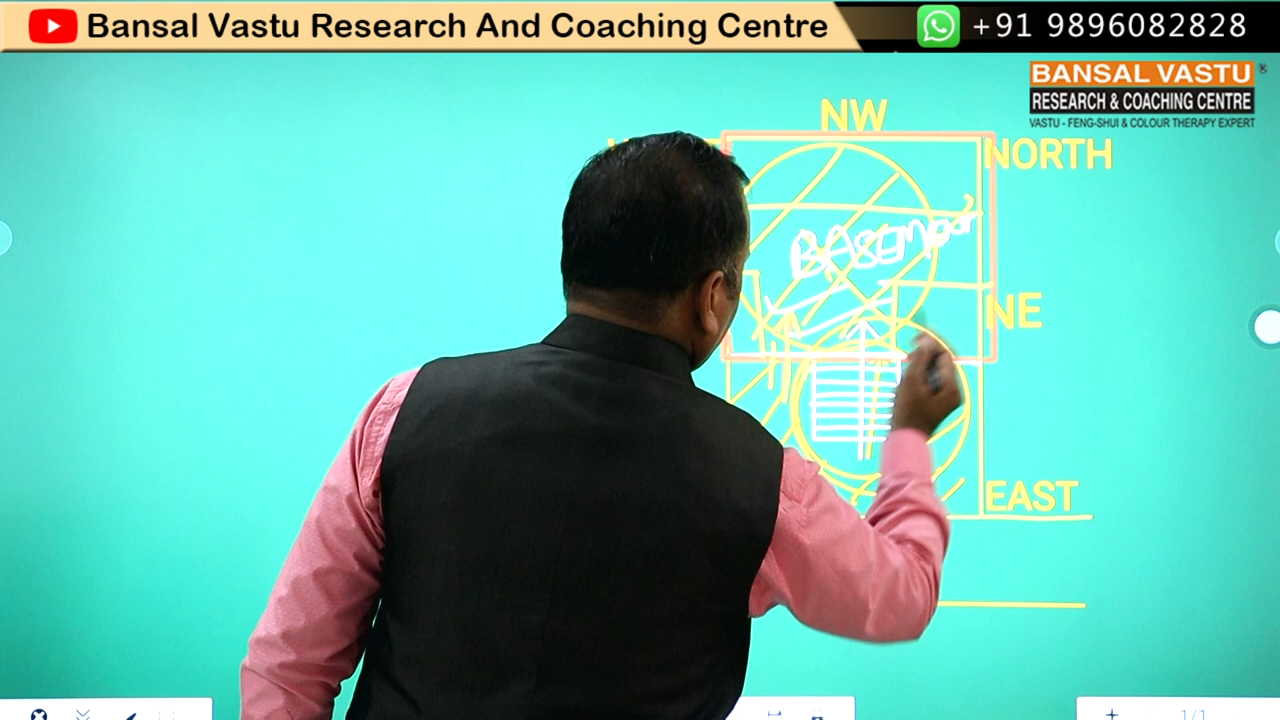 Bansal Vastu Research And Coaching Centre
+91 9896082828
BANSAL VASTU ®
RESEARCH & COACHING CENTRE
VASTU - FENG-SHUI & COLOUR THERAPY EXPERT
NW
NORTH
NE
EAST
1/1